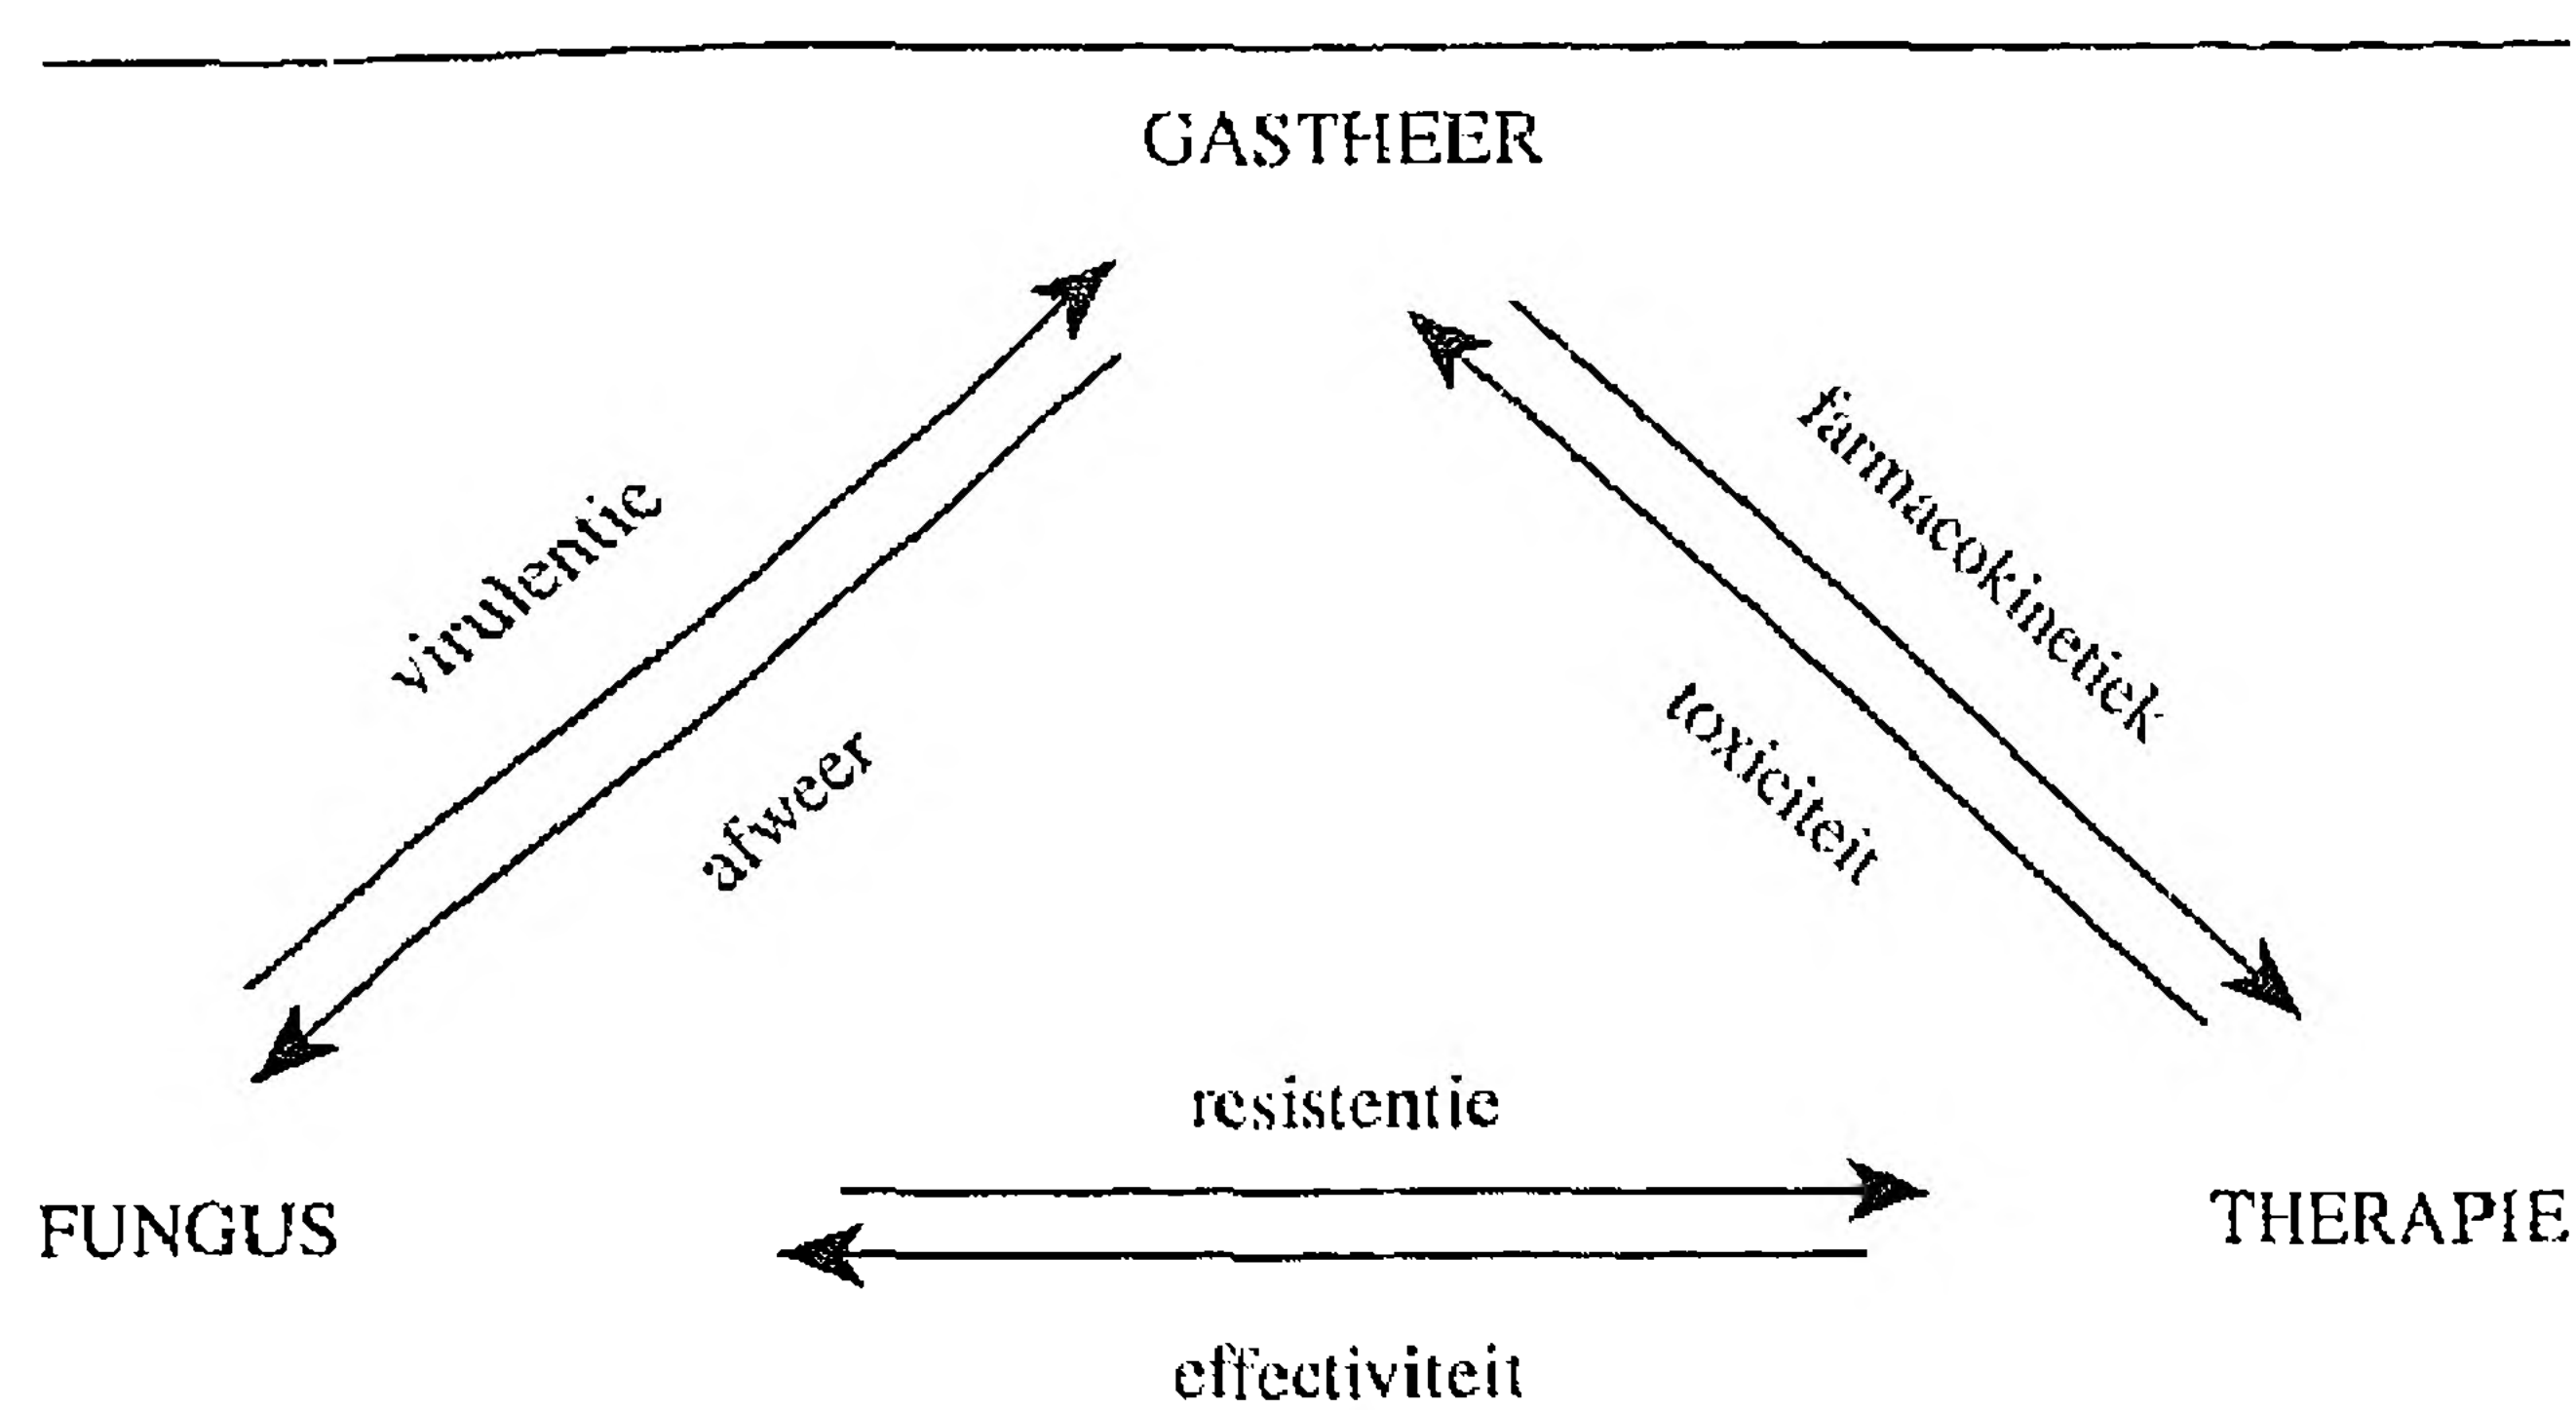 GASTHEER
virulentie
afweer
farmacokinetiek
toxiciteit
resistentie
FUNGUS
THERAPIE
effectiviteit